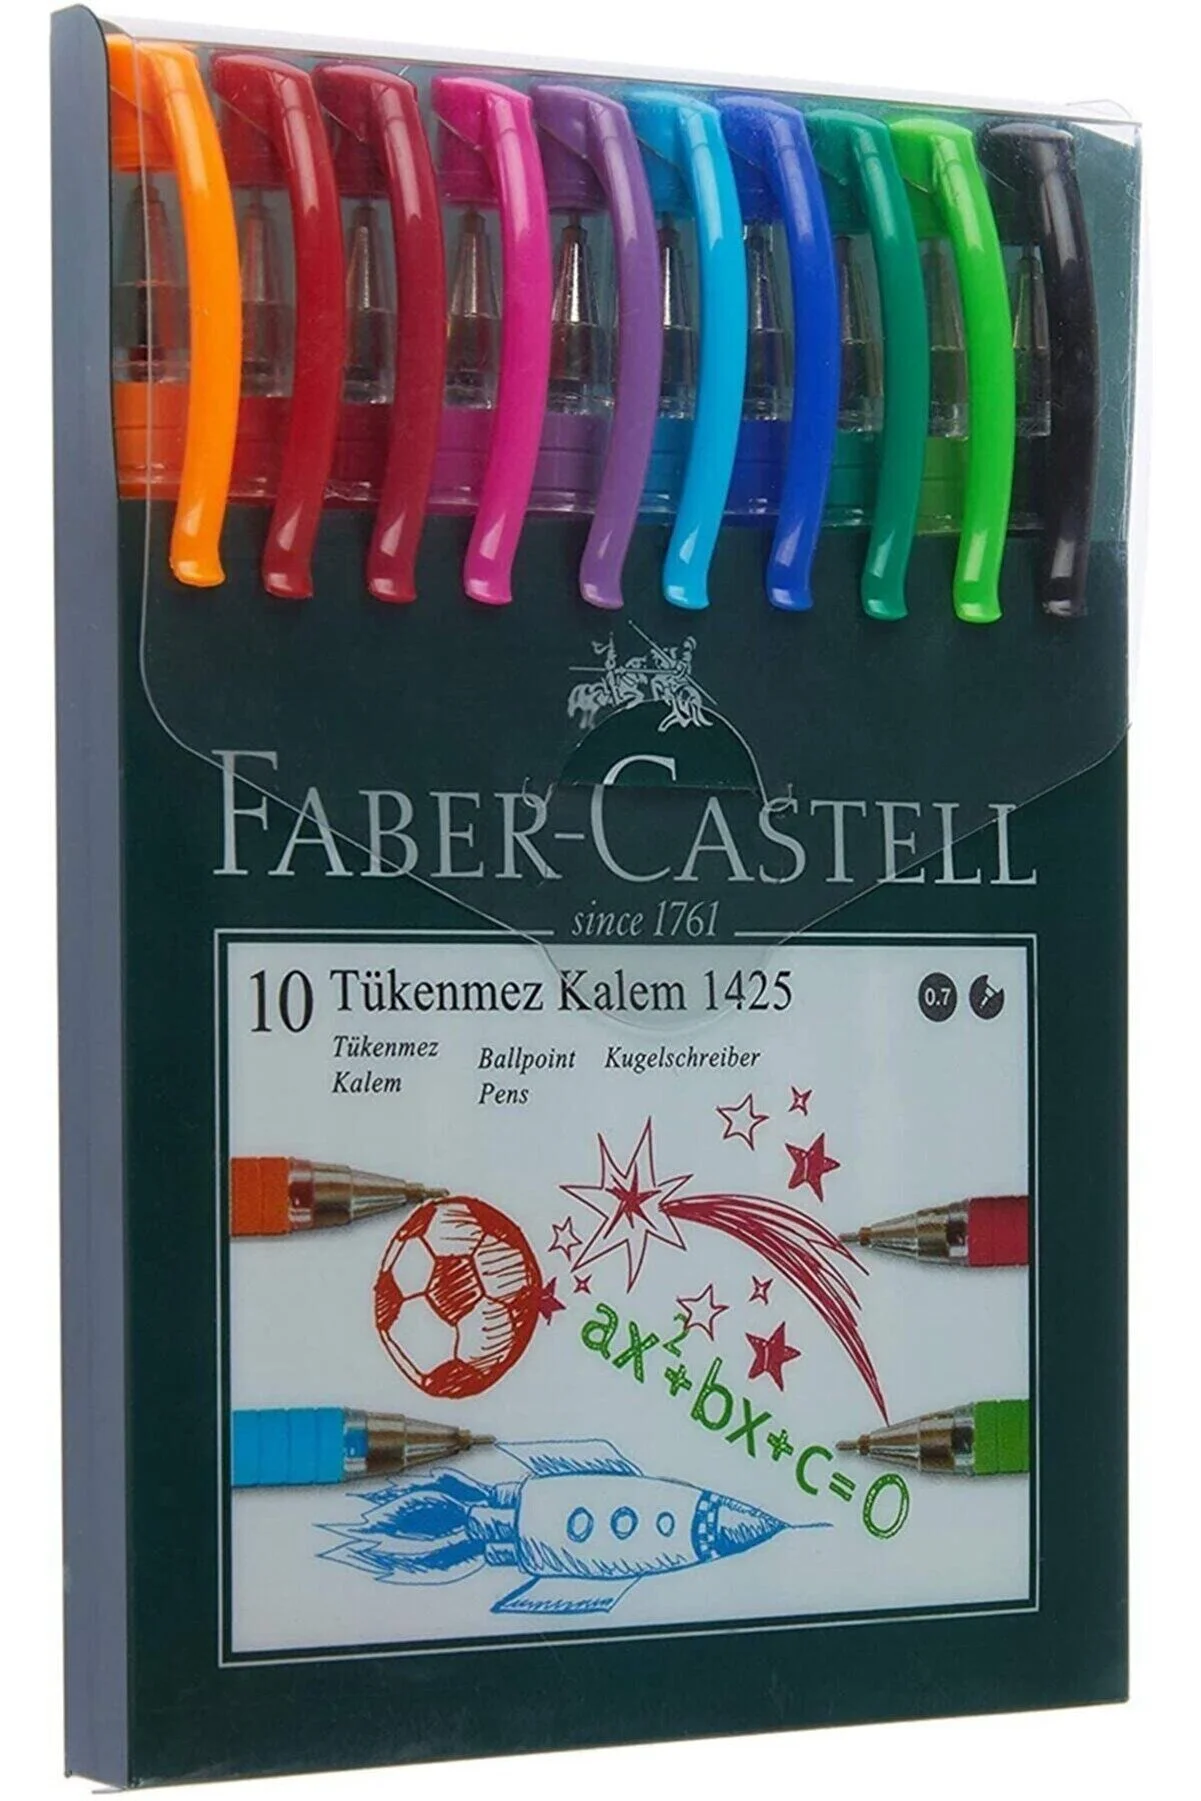 FABER-CASTELL
since 1761
10 Tükenmez Kalem 1425
0.7
Tükenmez Kalem
Ballpoint Pens
Kugelschreiber
ax²+bx+c=0